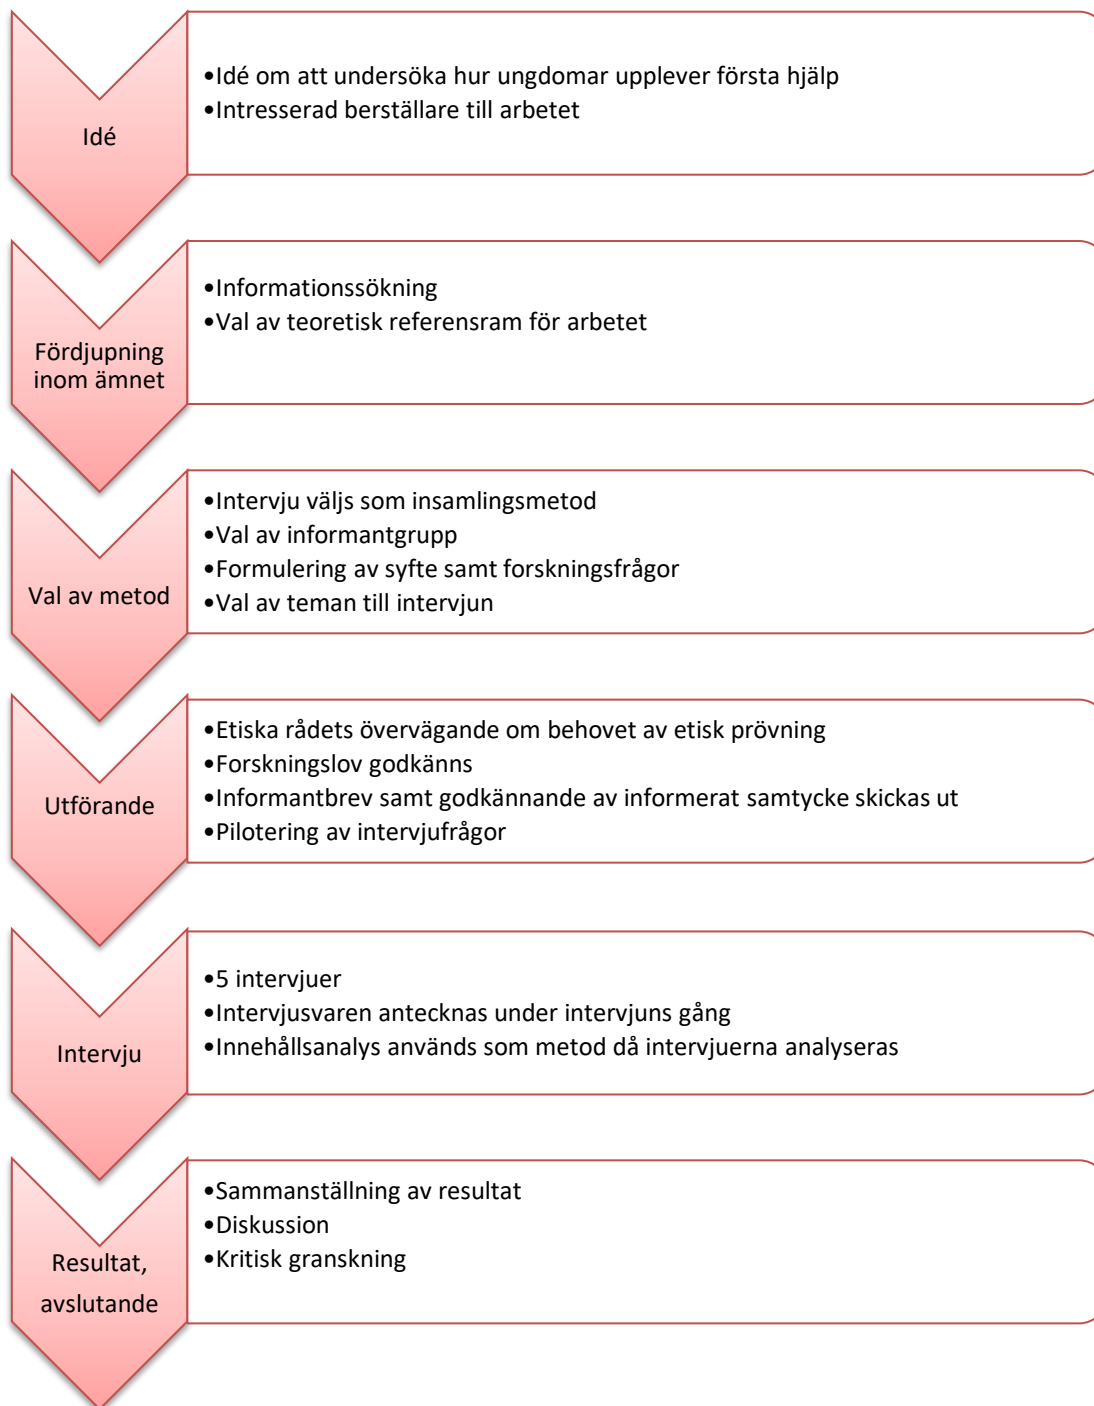 Idé
•Idé om att undersöka hur ungdomar upplever första hjälp
•Intresserad berställare till arbetet
Fördjupning
inom ämnet
•Informationssökning
•Val av teoretisk referensram för arbetet
Val av metod
•Intervju väljs som insamlingsmetod
•Val av informantgrupp
•Formulering av syfte samt forskningsfrågor
•Val av teman till intervjun
Utförande
•Etiska rådets övervägande om behovet av etisk prövning
•Forskningslov godkänns
•Informantbrev samt godkännande av informerat samtycke skickas ut
•Pilotering av intervjufrågor
Intervju
•5 intervjuer
•Intervjusvaren antecknas under intervjuns gång
•Innehållsanalys används som metod då intervjuerna analyseras
Resultat,
avslutande
•Sammanställning av resultat
•Diskussion
•Kritisk granskning